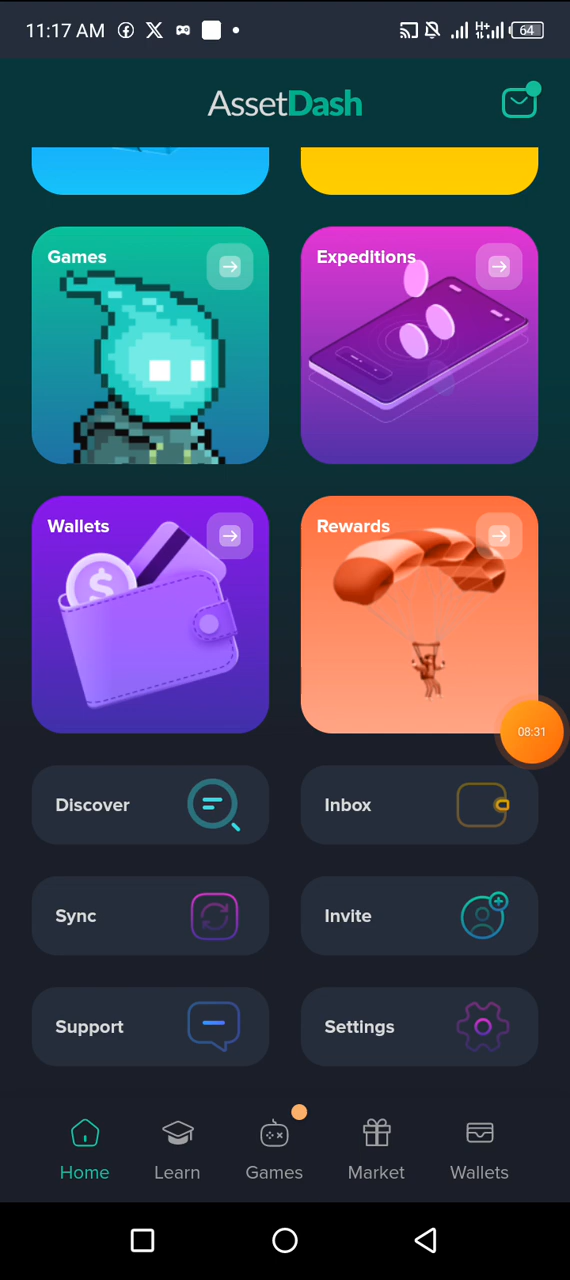 11:17 AM
H+
64
AssetDash
Games
Expeditions
$
Wallets
Rewards
08:31
Discover
Inbox
Sync
Invite
Support
Settings
Home
Learn
Games
Market
Wallets